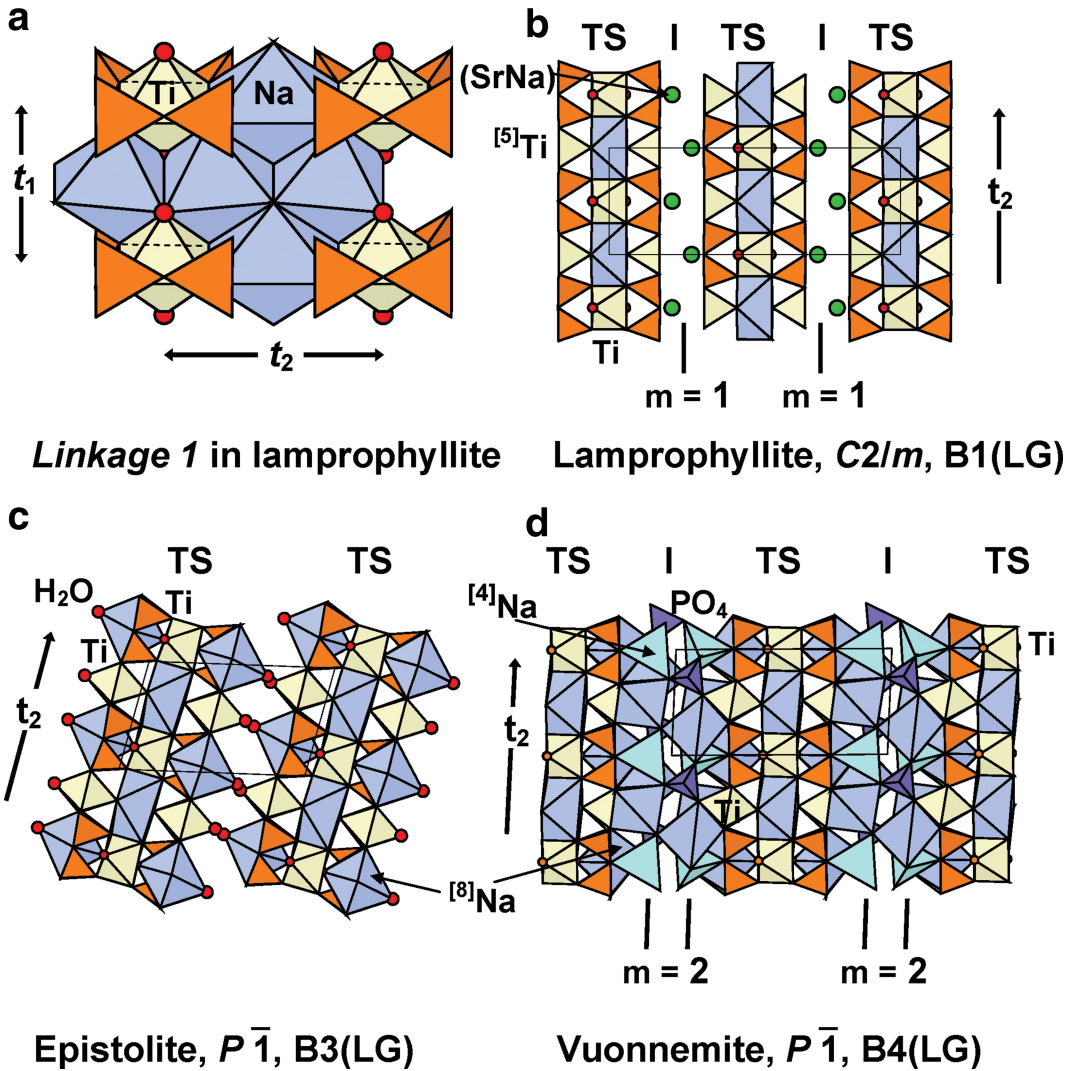 a
Ti Na
t1
t2
Linkage 1 in lamprophyllite
b
TS I TS I TS
(SrNa)
[5]Ti
t2
Ti
m = 1 m = 1
Lamprophyllite, C2/m, B1(LG)
c
TS TS
H2O Ti
Ti
t2
[8]Na
Epistolite, P 1̅, B3(LG)
d
TS I TS I TS
[4]Na PO4
Ti
t2
Ti
m = 2 m = 2
Vuonnemite, P 1̅, B4(LG)